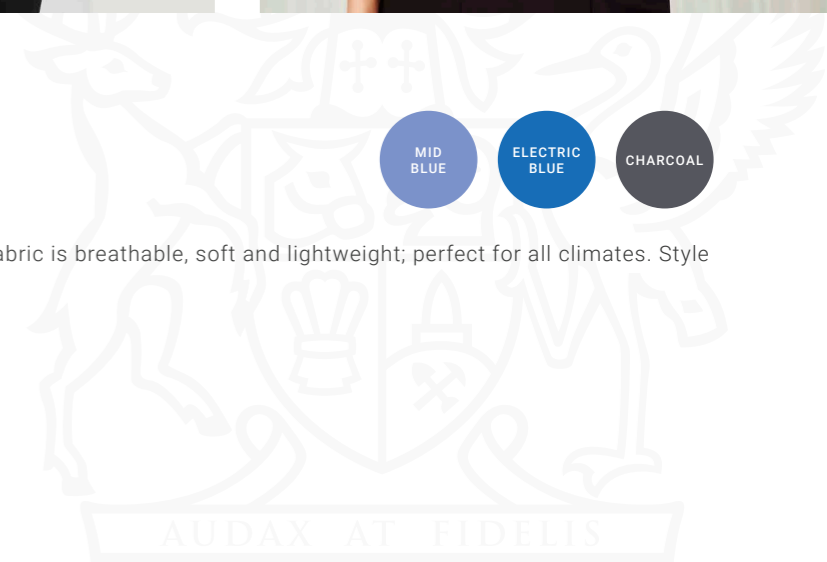 MID
BLUE
ELECTRIC
BLUE
CHARCOAL
abric is breathable, soft and lightweight; perfect for all climates. Style
AUDAX AT FIDELIS